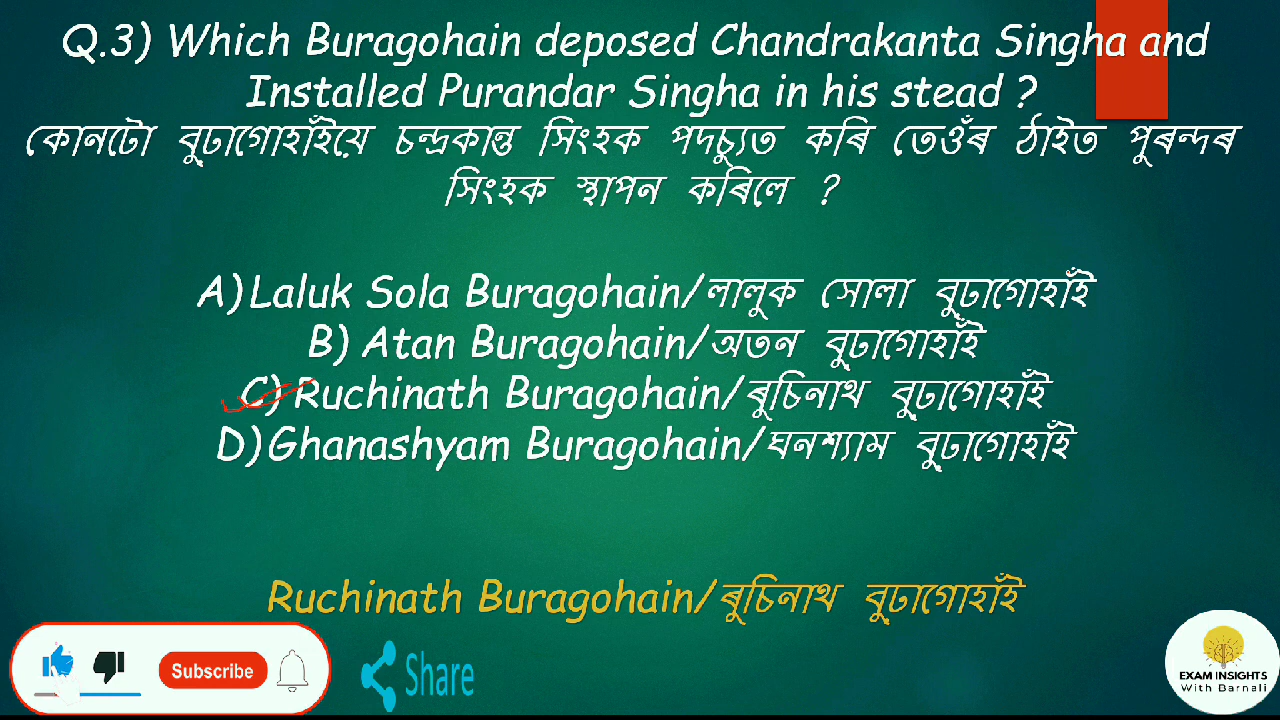 Q.3) Which Buragohain deposed Chandrakanta Singha and
Installed Purandar Singha in his stead ?
কোনটো বুঢ়াগোহাঁইয়ে চন্দ্ৰকান্ত সিংহক পদচ্যুত কৰি তেওঁৰ ঠাইত পুৰন্দৰ
সিংহক স্থাপন কৰিলে ?
A)Laluk Sola Buragohain/লালুক সোলা বুঢ়াগোহাঁই
B) Atan Buragohain/অতন বুঢ়াগোহাঁই
C) Ruchinath Buragohain/ৰুচিনাথ বুঢ়াগোহাঁই
D)Ghanashyam Buragohain/ঘনশ্যাম বুঢ়াগোহাঁই
Ruchinath Buragohain/ৰুচিনাথ বুঢ়াগোহাঁই
Subscribe
Share
EXAM INSIGHTS
With Barnali